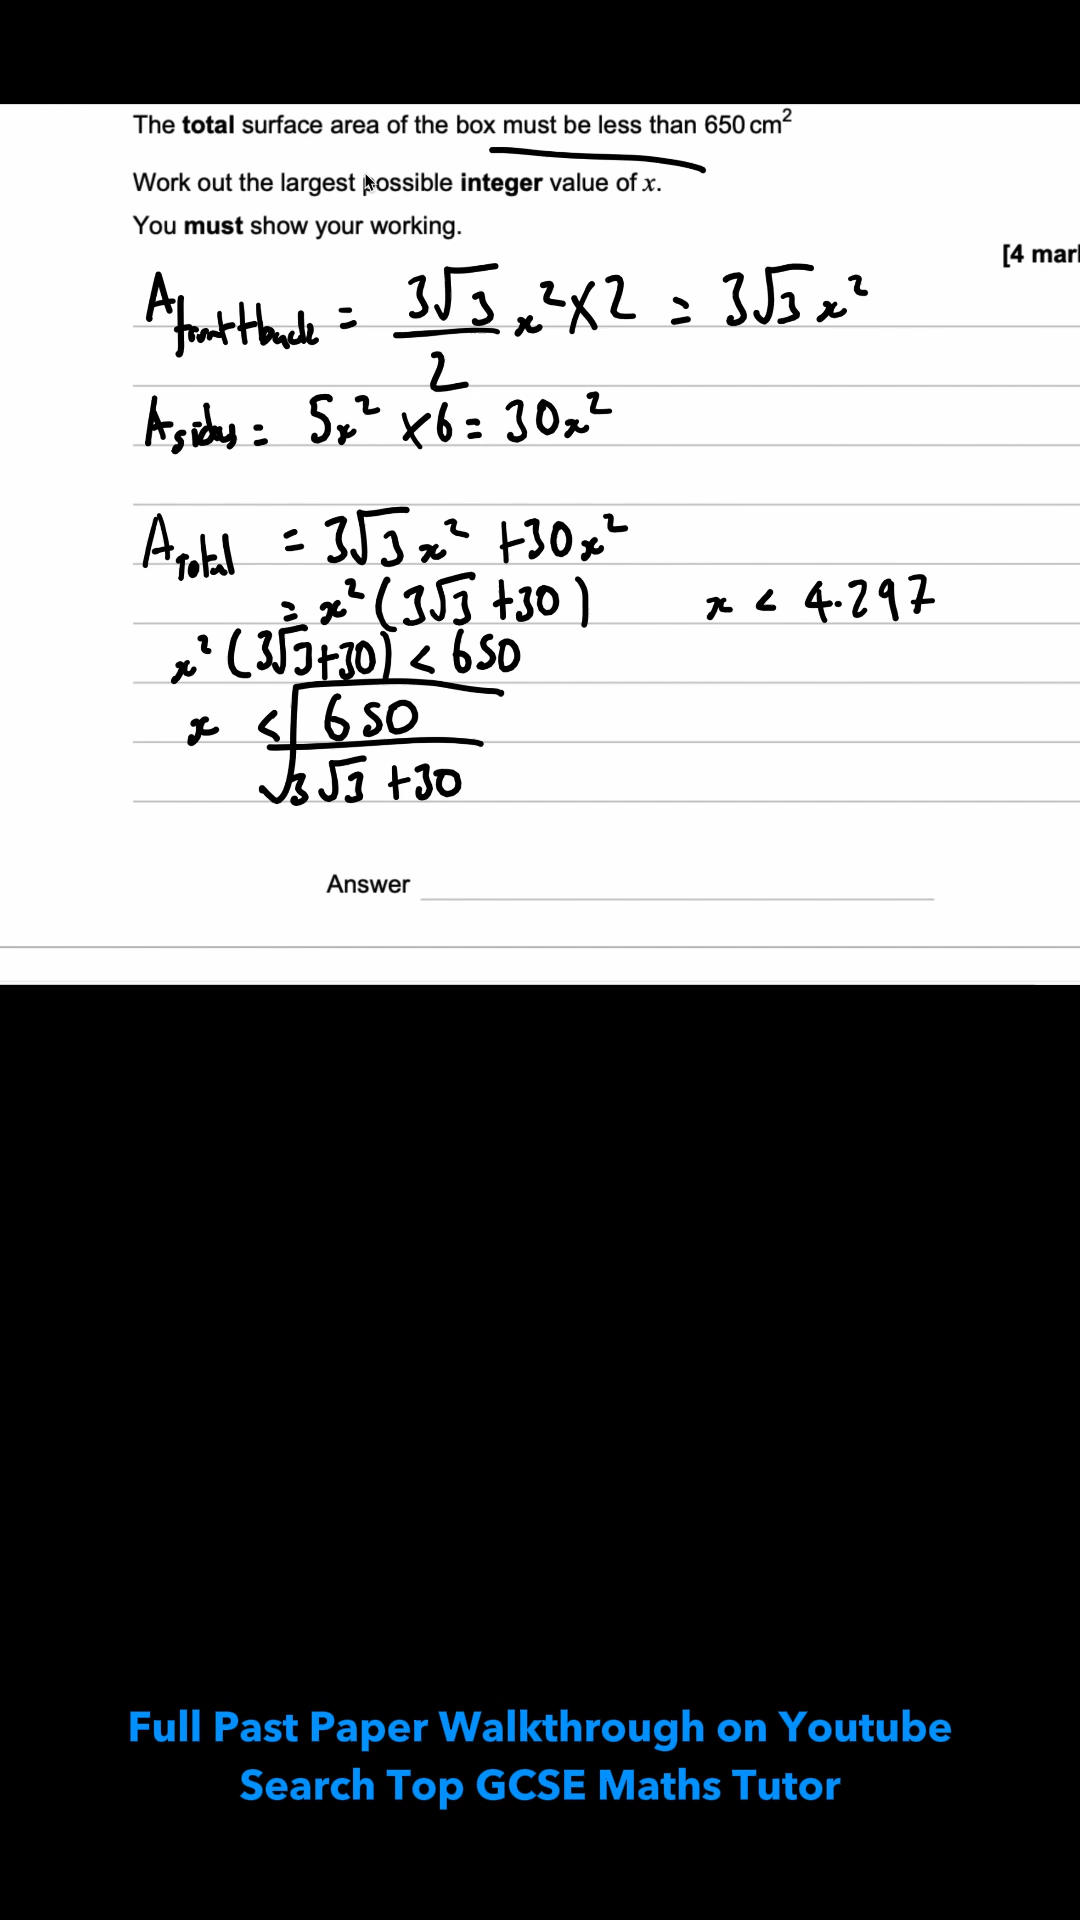 The total surface area of the box must be less than 650 cm²
Work out the largest possible integer value of x.
You must show your working.
[4 mar
A front+back = 3√3/2 x² × 2 = 3√3 x²
A sides = 5x² × 6 = 30x²
A Total = 3√3 x² + 30x²
= x² (3√3 + 30)
x < 4.297
x² (3√3 + 30) < 650
x < √(650/(3√3 + 30))
Answer
Full Past Paper Walkthrough on Youtube
Search Top GCSE Maths Tutor